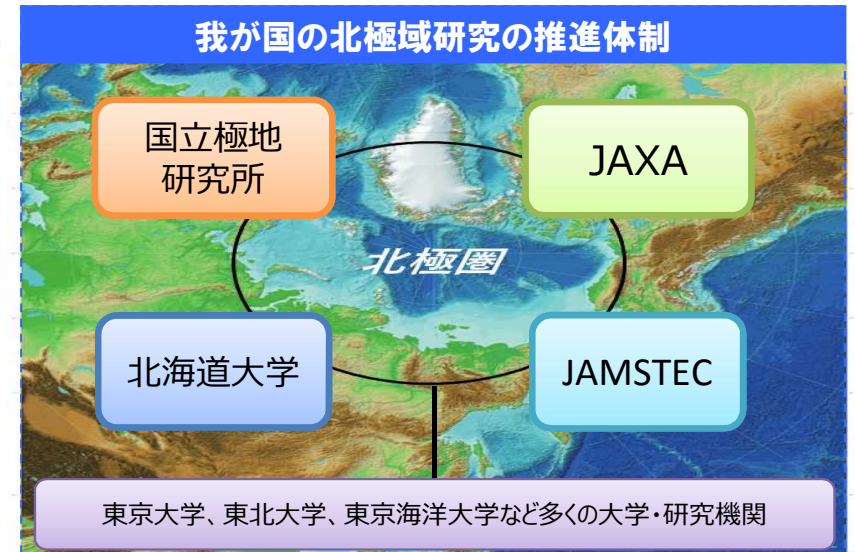 我が国の北極域研究の推進体制
国立極地
研究所
JAXA
北極圏
北海道大学
JAMSTEC
東京大学、東北大学、東京海洋大学など多くの大学・研究機関